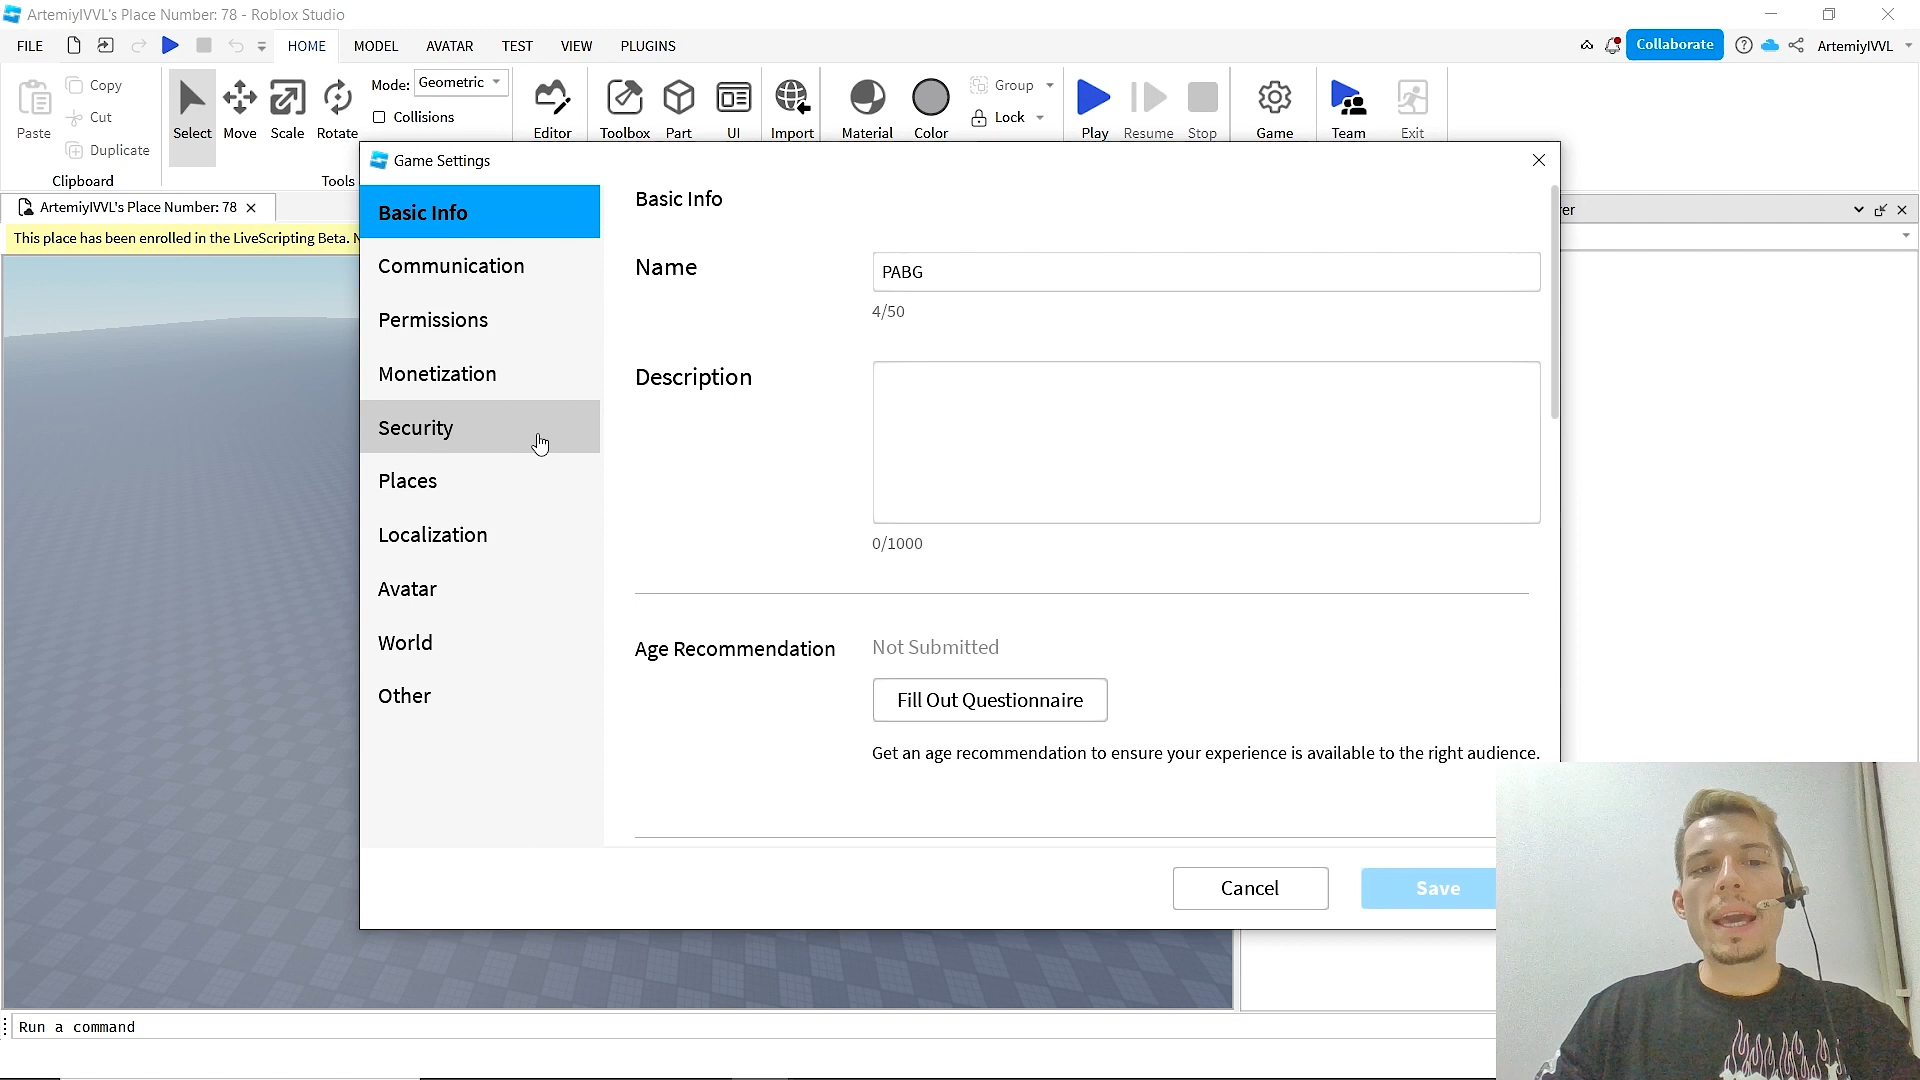 ArtemiyIVVL's Place Number: 78 - Roblox Studio
FILE HOME MODEL AVATAR TEST VIEW PLUGINS Collaborate ArtemiyIVVL
Copy
Cut
Duplicate
Paste
Clipboard
Select Move Scale Rotate
Mode: Geometric
Collisions
Tools
Editor Toolbox Part UI Import Material Color
Group
Lock
Play Resume Stop Game Team Exit
Game Settings
ArtemiyIVVL's Place Number: 78
This place has been enrolled in the LiveScripting Beta.
er
Basic Info
Communication
Permissions
Monetization
Security
Places
Localization
Avatar
World
Other
Basic Info
Name PABG
4/50
Description
0/1000
Age Recommendation Not Submitted
Fill Out Questionnaire
Get an age recommendation to ensure your experience is available to the right audience.
Cancel Save
Run a command